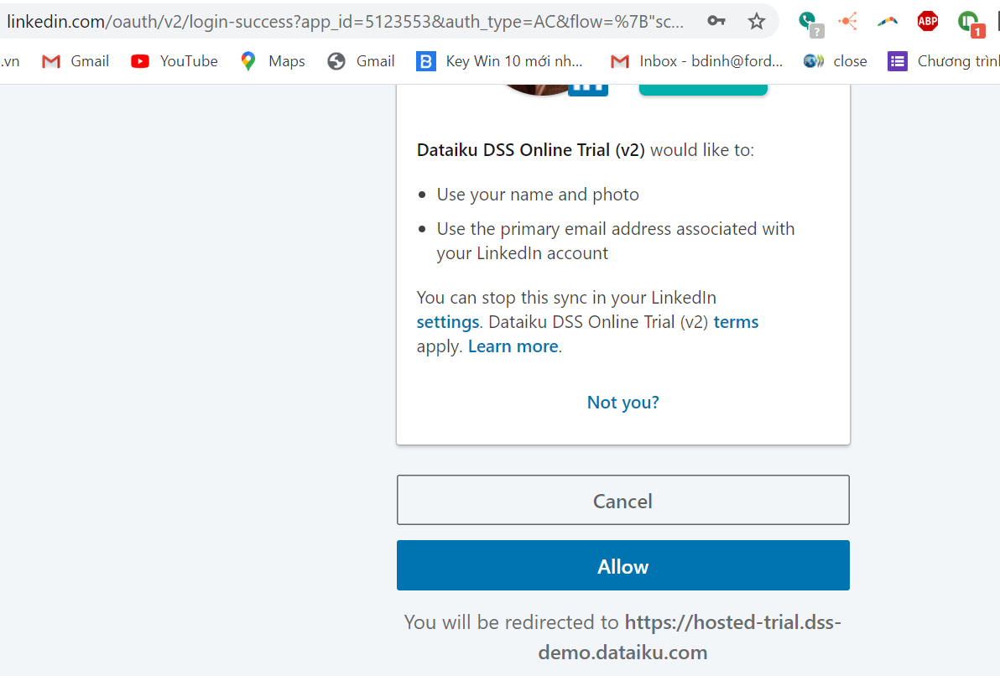 linkedin.com/oauth/v2/login-success?app_id=5123553&auth_type=AC&flow=%7B"sc...
?
ABP
1
.vn
Gmail
YouTube
Maps
Gmail
B
Key Win 10 mới nh...
Inbox - bdinh@ford...
close
Chương trìn
Dataiku DSS Online Trial (v2) would like to:
• Use your name and photo
• Use the primary email address associated with
your LinkedIn account
You can stop this sync in your LinkedIn
settings. Dataiku DSS Online Trial (v2) terms
apply. Learn more.
Not you?
Cancel
Allow
You will be redirected to https://hosted-trial.dss-
demo.dataiku.com